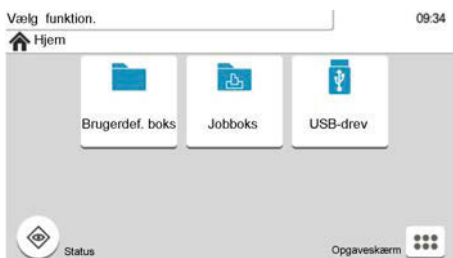 Vælg funktion.
09:34
Hjem
Brugerdef. boks
Jobboks
USB-drev
Status
Opgaveskærm